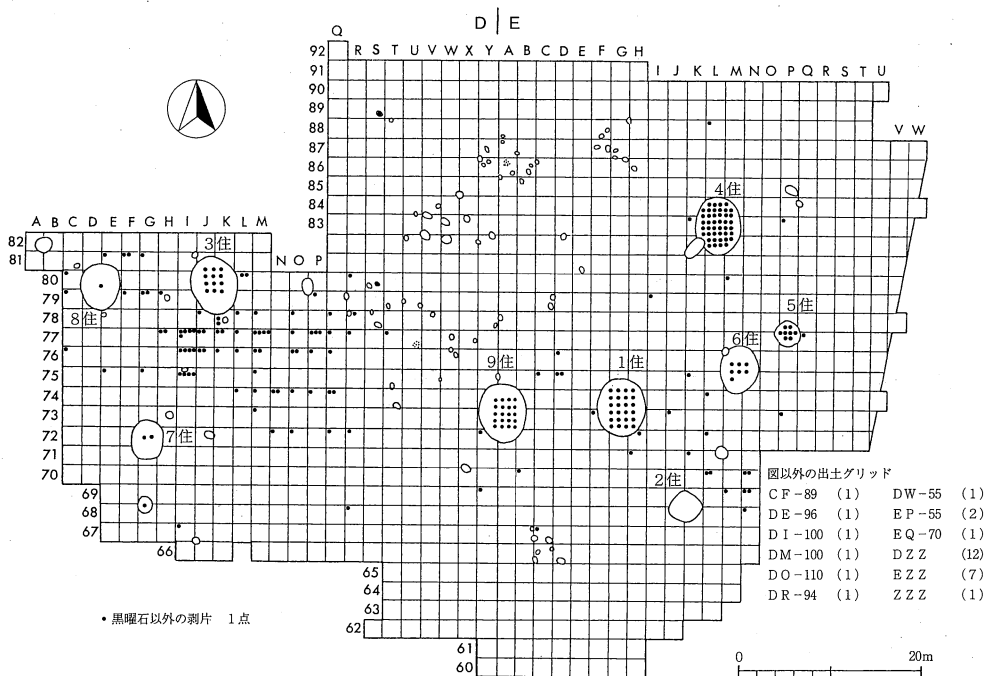 D E
Q
92 R S T U V W X Y A B C D E F G H
91 I J K L M N O P Q R S T U
90
89
88
V W
87
86
85
84
4住
83
A B C D E F G H I J K L M
82
3住
81
N O P
80
79
5住
8住
78
77
6住
76
9住
1住
75
74
73
72
7住
71
70
図以外の出土グリッド
2住
69
CF-89 (1) DW-55 (1)
68
DE-96 (1) EP-55 (2)
67
DI-100 (1) EQ-70 (1)
66
DM-100 (1) DZZ (12)
65
DO-110 (1) EZZ (7)
64
DR-94 (1) ZZZ (1)
63
•黒曜石以外の剥片 1点
62
61
60
0 20m